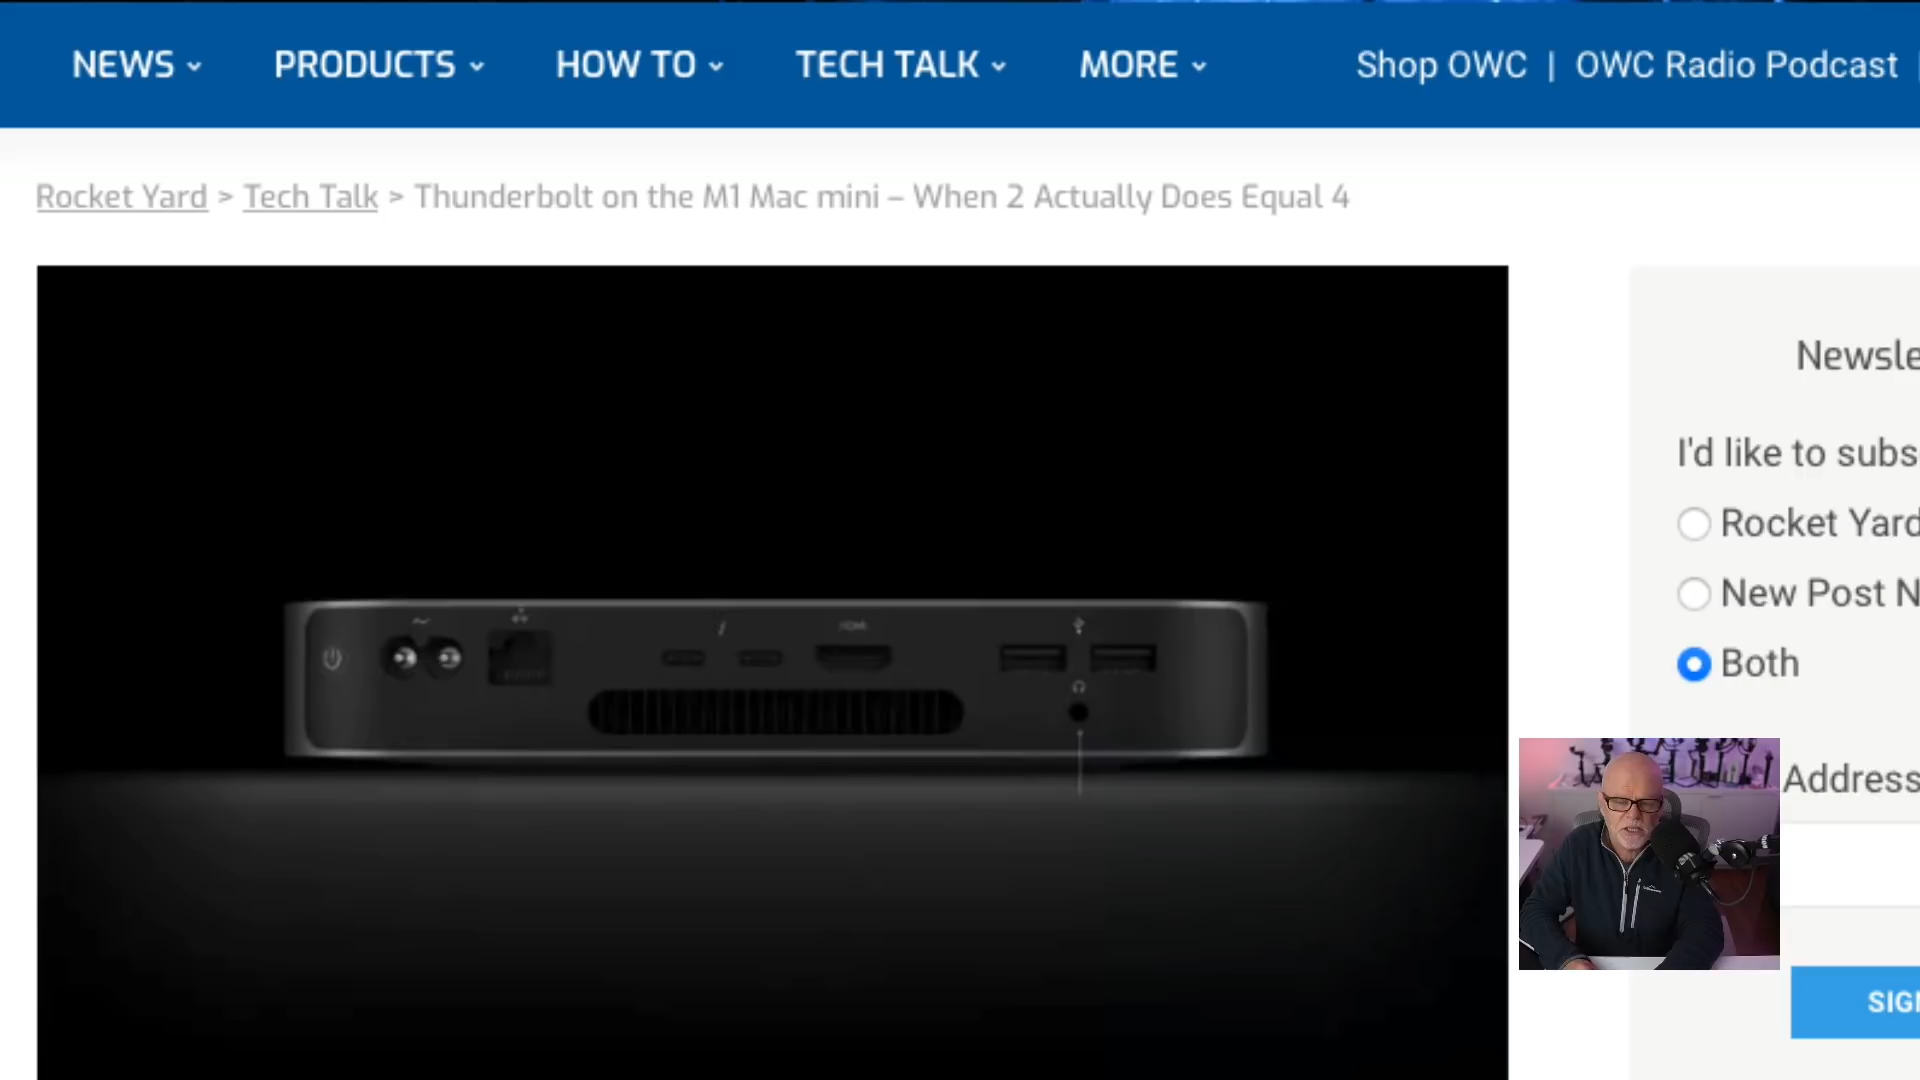 NEWS PRODUCTS HOW TO TECH TALK MORE Shop OWC | OWC Radio Podcast
Rocket Yard > Tech Talk > Thunderbolt on the M1 Mac mini – When 2 Actually Does Equal 4
HDMI
Newsle
I'd like to subs
Rocket Yard
New Post N
Both
Address
SIGN